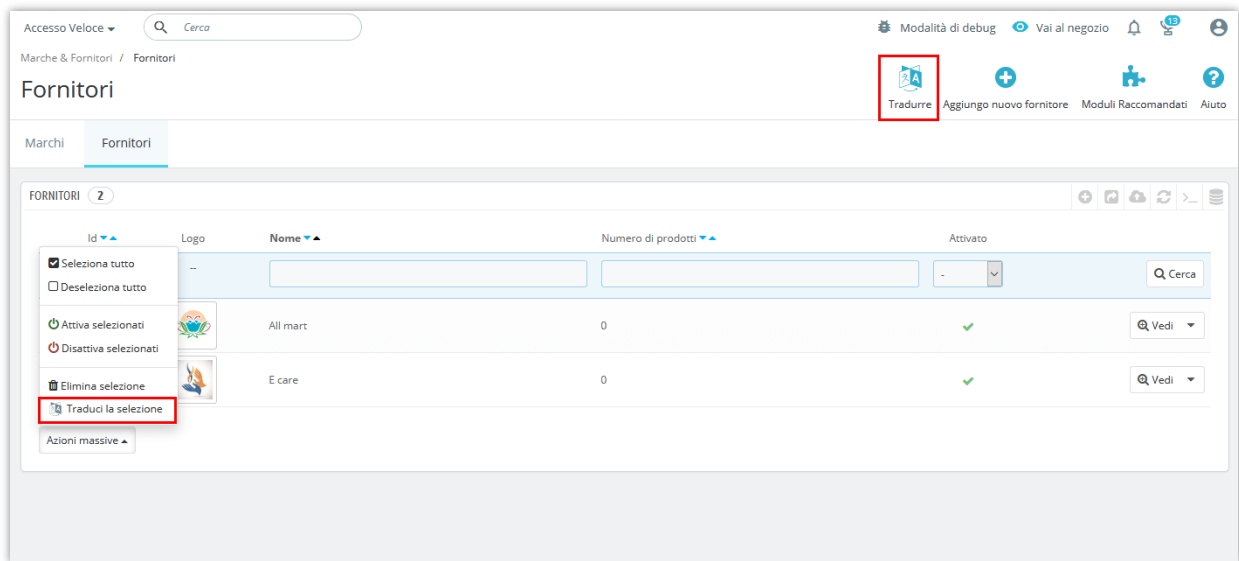 Accesso Veloce
Cerca
Modalità di debug
Vai al negozio
13
Marche & Fornitori / Fornitori
Fornitori
Tradurre
Aggiungo nuovo fornitore
Moduli Raccomandati
Aiuto
Marchi
Fornitori
FORNITORI 2
Id
Logo
Nome
Numero di prodotti
Attivato
--
-
Cerca
Seleziona tutto
Deseleziona tutto
Attiva selezionati
Disattiva selezionati
Elimina selezione
Traduci la selezione
All mart
0
Vedi
E care
0
Vedi
Azioni massive